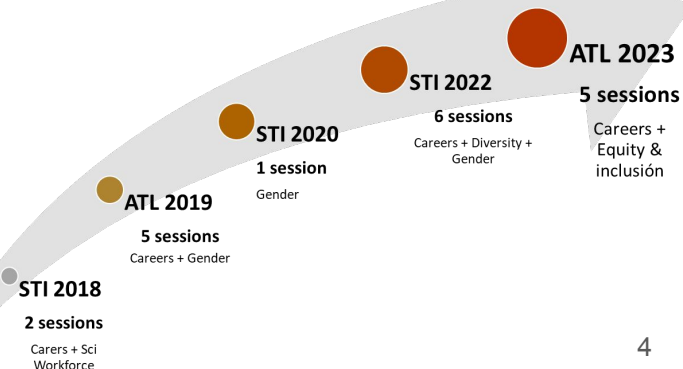 ATL 2023
5 sessions
Careers +
Equity &
inclusión
STI 2022
6 sessions
Careers + Diversity +
Gender
STI 2020
1 session
Gender
ATL 2019
5 sessions
Careers + Gender
STI 2018
2 sessions
Carers + Sci
Workforce
4